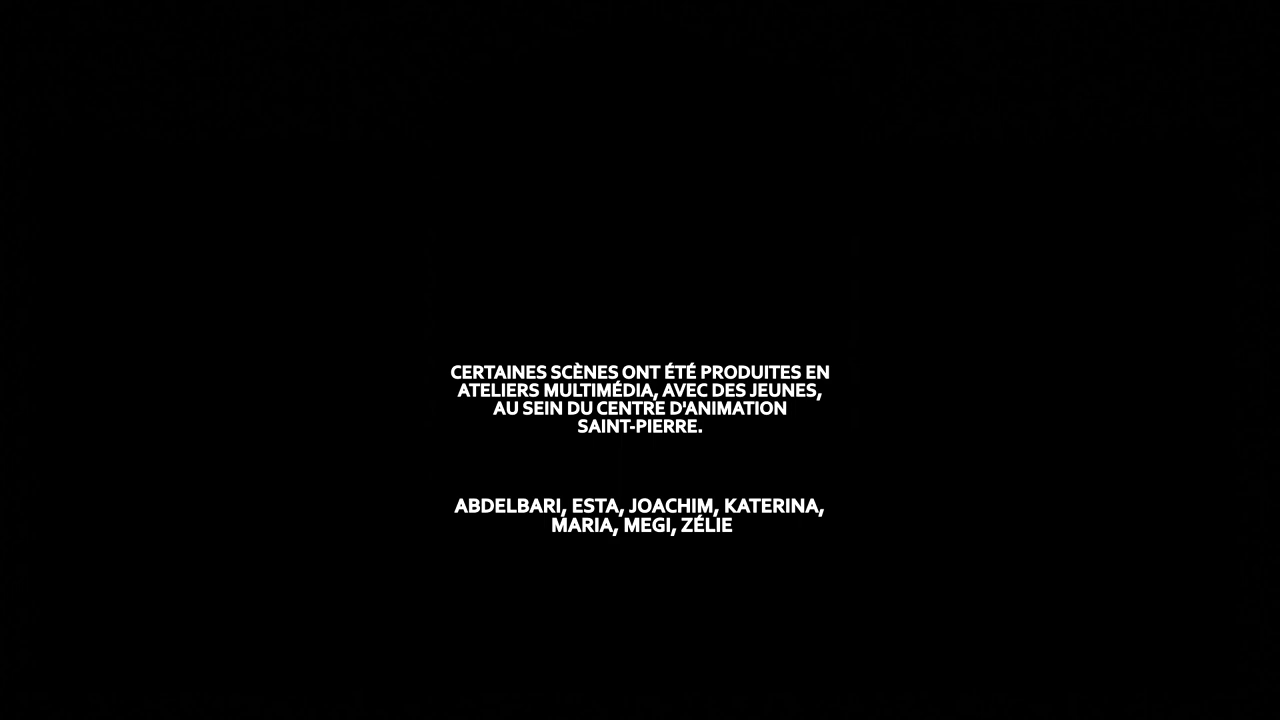 CERTAINES SCÈNES ONT ÉTÉ PRODUITES EN
ATELIERS MULTIMÉDIA, AVEC DES JEUNES,
AU SEIN DU CENTRE D'ANIMATION
SAINT-PIERRE.
ABDELBARI, ESTA, JOACHIM, KATERINA,
MARIA, MEGI, ZÉLIE